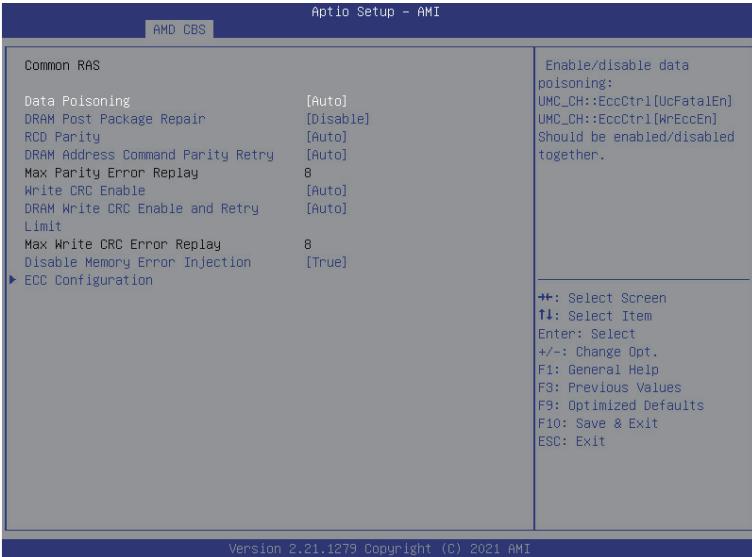 Aptio Setup – AMI
AMD CBS
Common RAS
Data Poisoning [Auto]
DRAM Post Package Repair [Disable]
RCD Parity [Auto]
DRAM Address Command Parity Retry [Auto]
Max Parity Error Replay 8
Write CRC Enable [Auto]
DRAM Write CRC Enable and Retry [Auto]
Limit
Max Write CRC Error Replay 8
Disable Memory Error Injection [True]
ECC Configuration
Enable/disable data
poisoning:
UMC_CH::EccCtrl[UcFatalEn]
UMC_CH::EccCtrl[WrEccEn]
Should be enabled/disabled
together.
→←: Select Screen
↑↓: Select Item
Enter: Select
+/-: Change Opt.
F1: General Help
F3: Previous Values
F9: Optimized Defaults
F10: Save & Exit
ESC: Exit
Version 2.21.1279 Copyright (C) 2021 AMI